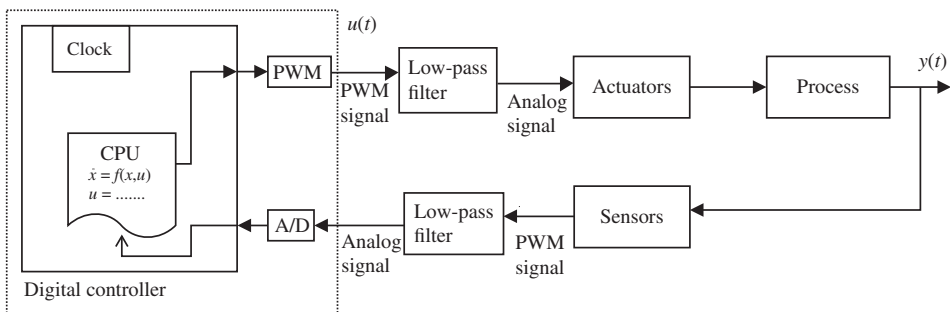 Clock
CPU
ẋ = f(x,u)
u = .......
Digital controller
PWM
A/D
u(t)
PWM
signal
Low-pass
filter
Analog
signal
Actuators
Process
y(t)
Analog
signal
Low-pass
filter
PWM
signal
Sensors